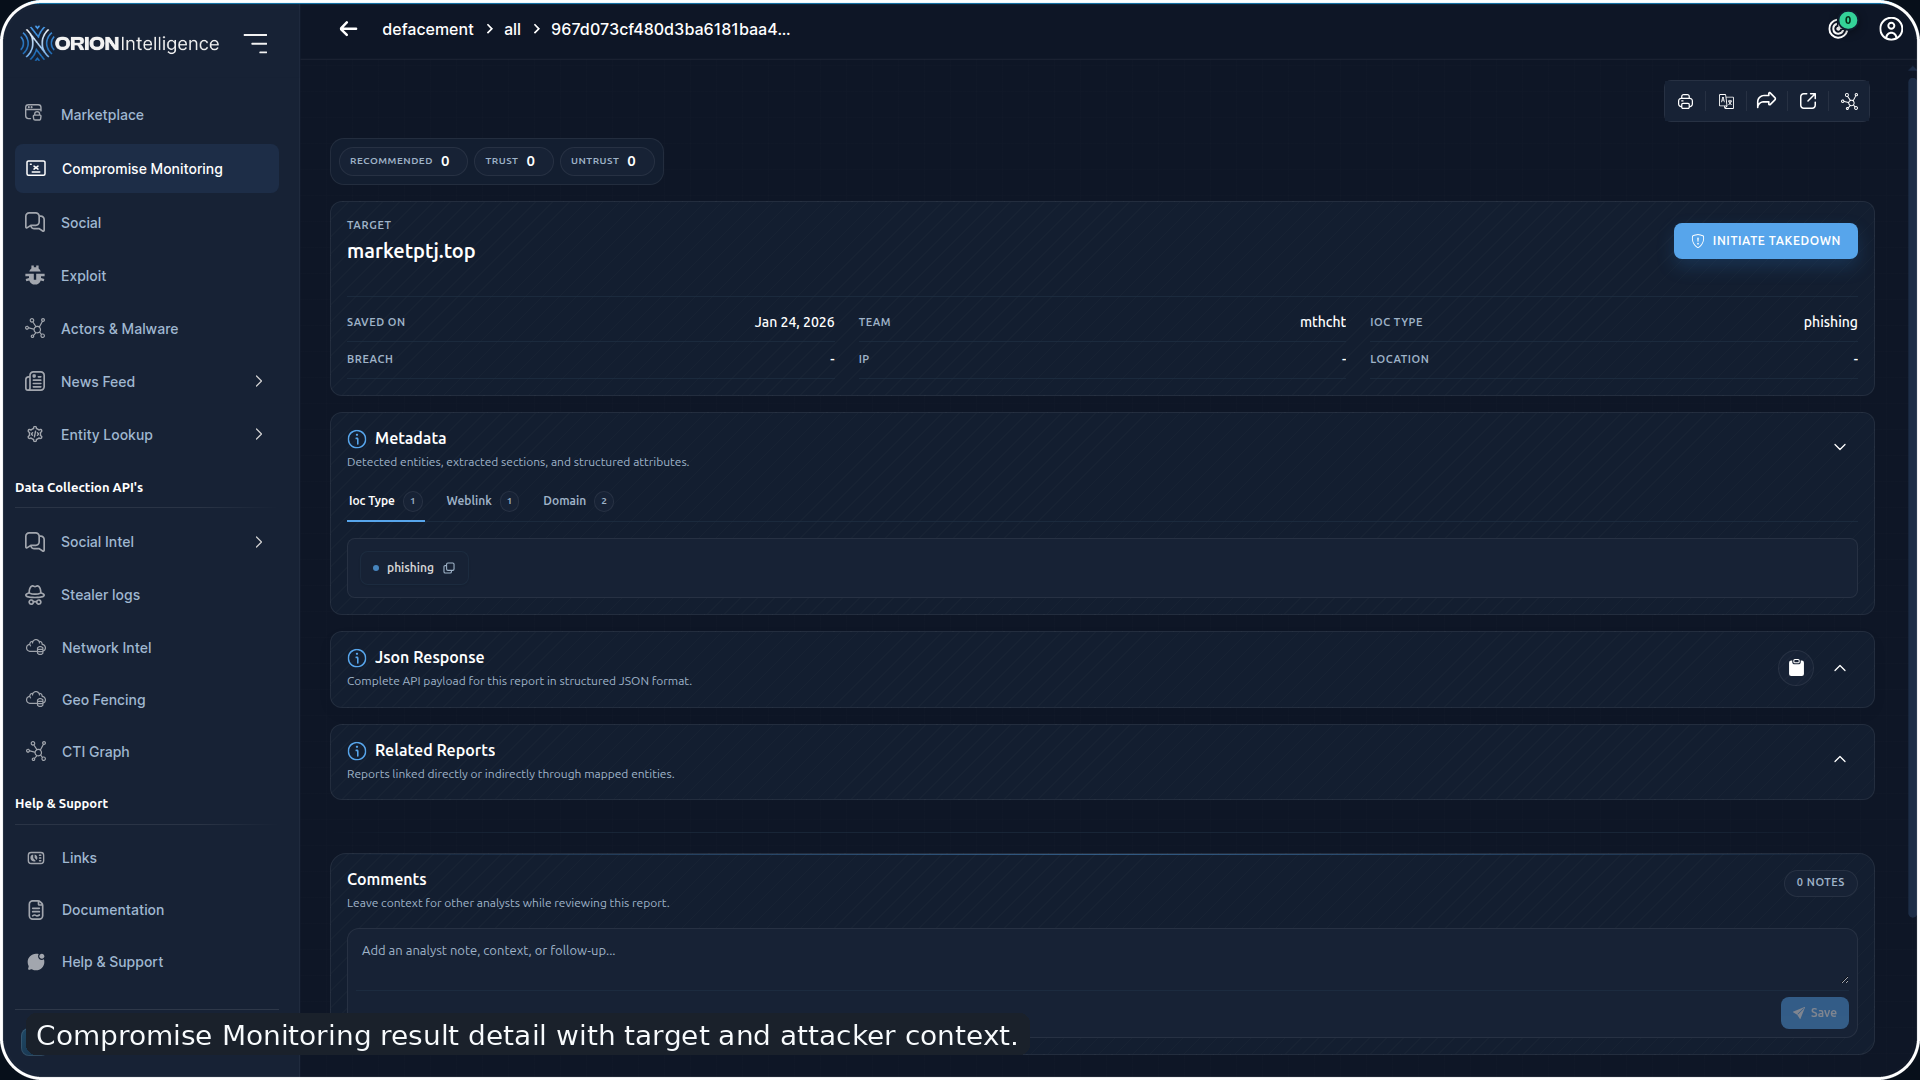 ORIONIntelligence
defacement > all > 967d073cf480d3ba6181baa4...
0
Marketplace
Compromise Monitoring
Social
Exploit
Actors & Malware
News Feed
Entity Lookup
Data Collection API's
Social Intel
Stealer logs
Network Intel
Geo Fencing
CTI Graph
Help & Support
Links
Documentation
Help & Support
RECOMMENDED 0 TRUST 0 UNTRUST 0
TARGET
marketptj.top
INITIATE TAKEDOWN
SAVED ON Jan 24, 2026 TEAM mthcht IOC TYPE phishing
BREACH - IP - LOCATION -
Metadata
Detected entities, extracted sections, and structured attributes.
Ioc Type 1 Weblink 1 Domain 2
phishing
Json Response
Complete API payload for this report in structured JSON format.
Related Reports
Reports linked directly or indirectly through mapped entities.
Comments
0 NOTES
Leave context for other analysts while reviewing this report.
Add an analyst note, context, or follow-up...
Save
Compromise Monitoring result detail with target and attacker context.